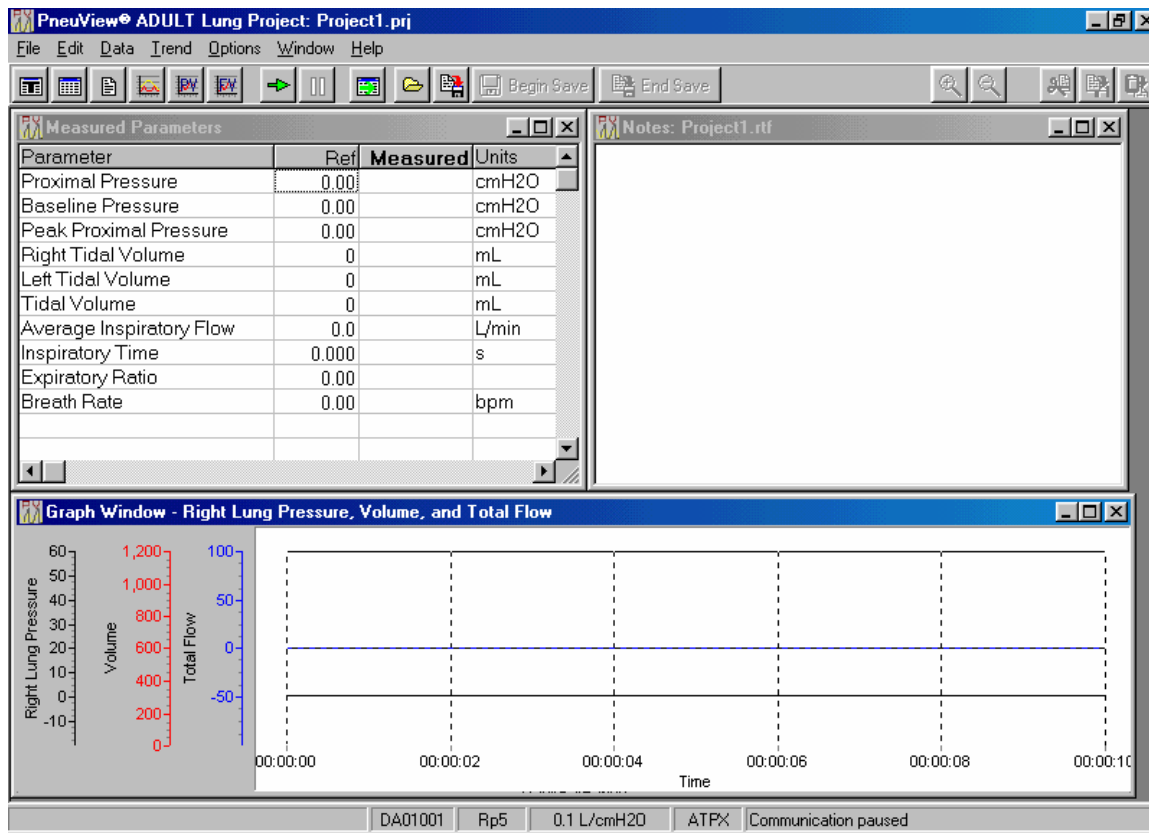 PneuView® ADULT Lung Project: Project1.prj
File Edit Data Trend Options Window Help
Begin Save End Save
Measured Parameters
Parameter Ref Measured Units
Proximal Pressure 0.00 cmH2O
Baseline Pressure 0.00 cmH2O
Peak Proximal Pressure 0.00 cmH2O
Right Tidal Volume 0 mL
Left Tidal Volume 0 mL
Tidal Volume 0 mL
Average Inspiratory Flow 0.0 L/min
Inspiratory Time 0.000 s
Expiratory Ratio 0.00
Breath Rate 0.00 bpm
Notes: Project1.rtf
Graph Window - Right Lung Pressure, Volume, and Total Flow
Right Lung Pressure
60
50
40
30
20
10
0
-10
Volume
1,200
1,000
800
600
400
200
0
Total Flow
100
50
0
-50
00:00:00 00:00:02 00:00:04 00:00:06 00:00:08 00:00:10
Time
DA01001 Rp5 0.1 L/cmH2O ATPX Communication paused